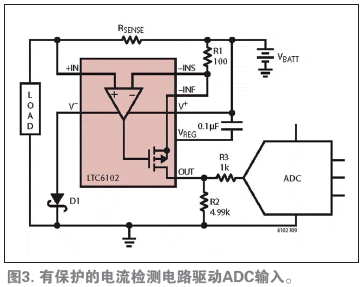 RSENSE
+IN
–INS
R1
100
VBATT
–INF
L
O
A
D
+
–
V–
V+
VREG
0.1µF
R3
1k
OUT
ADC
LTC6102
D1
R2
4.99k
6102 F09
图3. 有保护的电流检测电路驱动ADC输入。